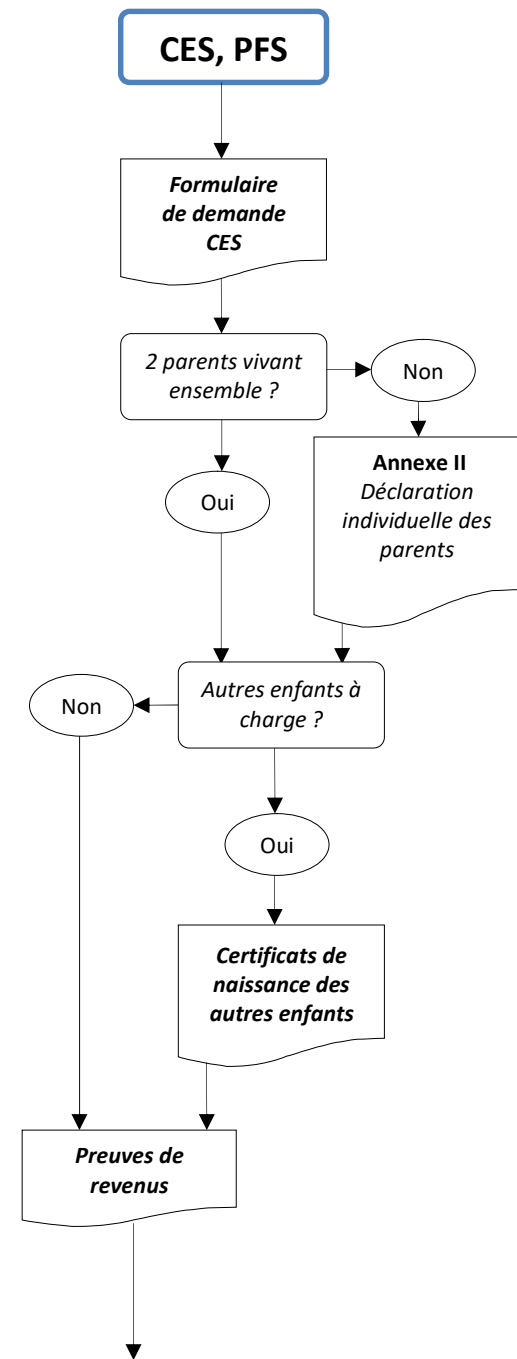 CES, PFS
Formulaire
de demande
CES
2 parents vivant
ensemble ?
Non
Oui
Annexe II
Déclaration
individuelle des
parents
Autres enfants à
charge ?
Non
Oui
Certificats de
naissance des
autres enfants
Preuves de
revenus